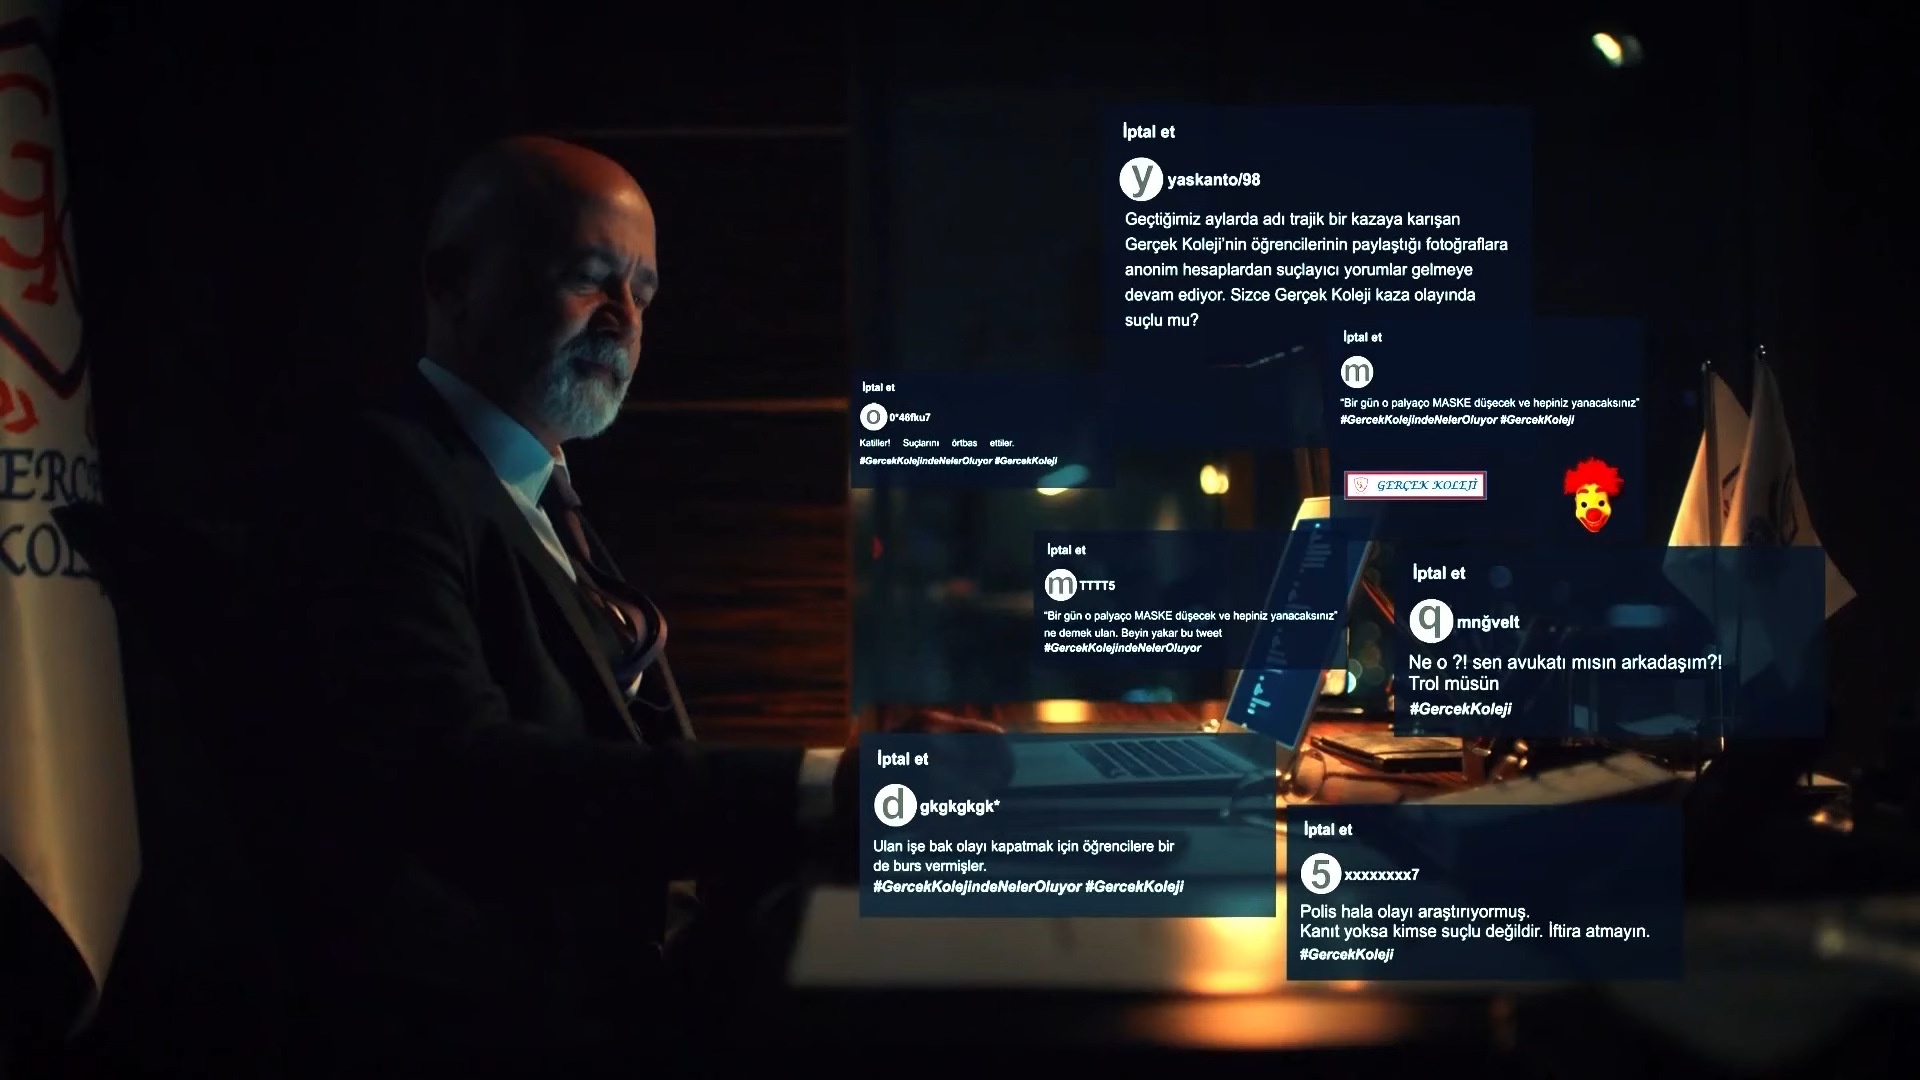 İptal et
y yaskanto/98
Geçtiğimiz aylarda adı trajik bir kazaya karışan
Gerçek Koleji'nin öğrencilerinin paylaştığı fotoğraflara
anonim hesaplardan suçlayıcı yorumlar gelmeye
devam ediyor. Sizce Gerçek Koleji kaza olayında
suçlu mu?
İptal et
m
“Bir gün o palyaço MASKE düşecek ve hepiniz yanacaksınız”
#GercekKolejindeNelerOluyor #GercekKoleji
GERÇEK KOLEJİ
İptal et
o 0*46fku7
Katiller! Suçlarını örtbas ettiler.
#GercekKolejindeNelerOluyor #GercekKoleji
İptal et
m TTTT5
“Bir gün o palyaço MASKE düşecek ve hepiniz yanacaksınız”
ne demek ulan. Beyin yakar bu tweet
#GercekKolejindeNelerOluyor
İptal et
q mnğvelt
Ne o ?! sen avukatı mısın arkadaşım?!
Trol müsün
#GercekKoleji
İptal et
d gkgkgkgk*
Ulan işe bak olayı kapatmak için öğrencilere bir
de burs vermişler.
#GercekKolejindeNelerOluyor #GercekKoleji
İptal et
5 xxxxxxxx7
Polis hala olayı araştırıyormuş.
Kanıt yoksa kimse suçlu değildir. İftira atmayın.
#GercekKoleji